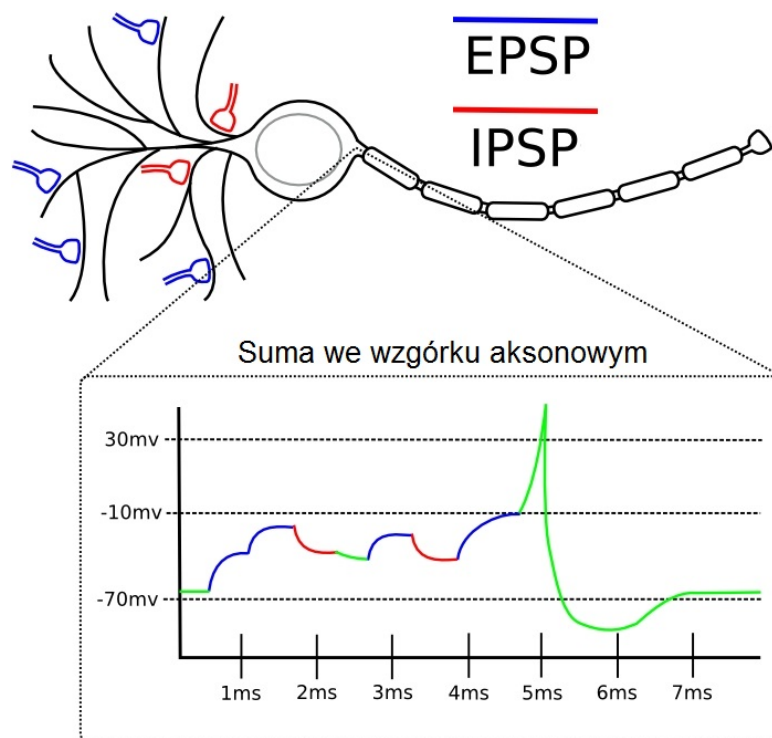 EPSP
IPSP
Suma we wzgórku aksonowym
30mv
-10mv
-70mv
1ms 2ms 3ms 4ms 5ms 6ms 7ms